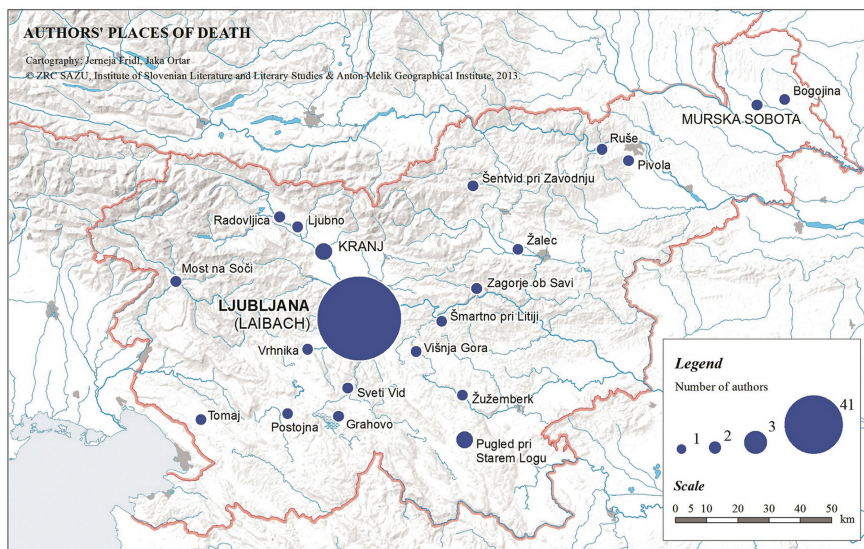 AUTHORS' PLACES OF DEATH
Cartography: Jerneja Fridl, Jaka Ortar
© ZRC SAZU, Institute of Slovenian Literature and Literary Studies & Anton Melik Geographical Institute, 2013.
Bogojina
MURSKA SOBOTA
Ruše
Pivola
Šentvid pri Zavodnju
Radovljica
Ljubno
KRANJ
Žalec
Most na Soči
Zagorje ob Savi
LJUBLJANA
(LAIBACH)
Šmartno pri Litiji
Vrhnika
Višnja Gora
Sveti Vid
Žužemberk
Tomaj
Postojna
Grahovo
Pugled pri
Starem Logu
Legend
Number of authors
1
2
3
41
Scale
0 5 10 20 30 40 50
km